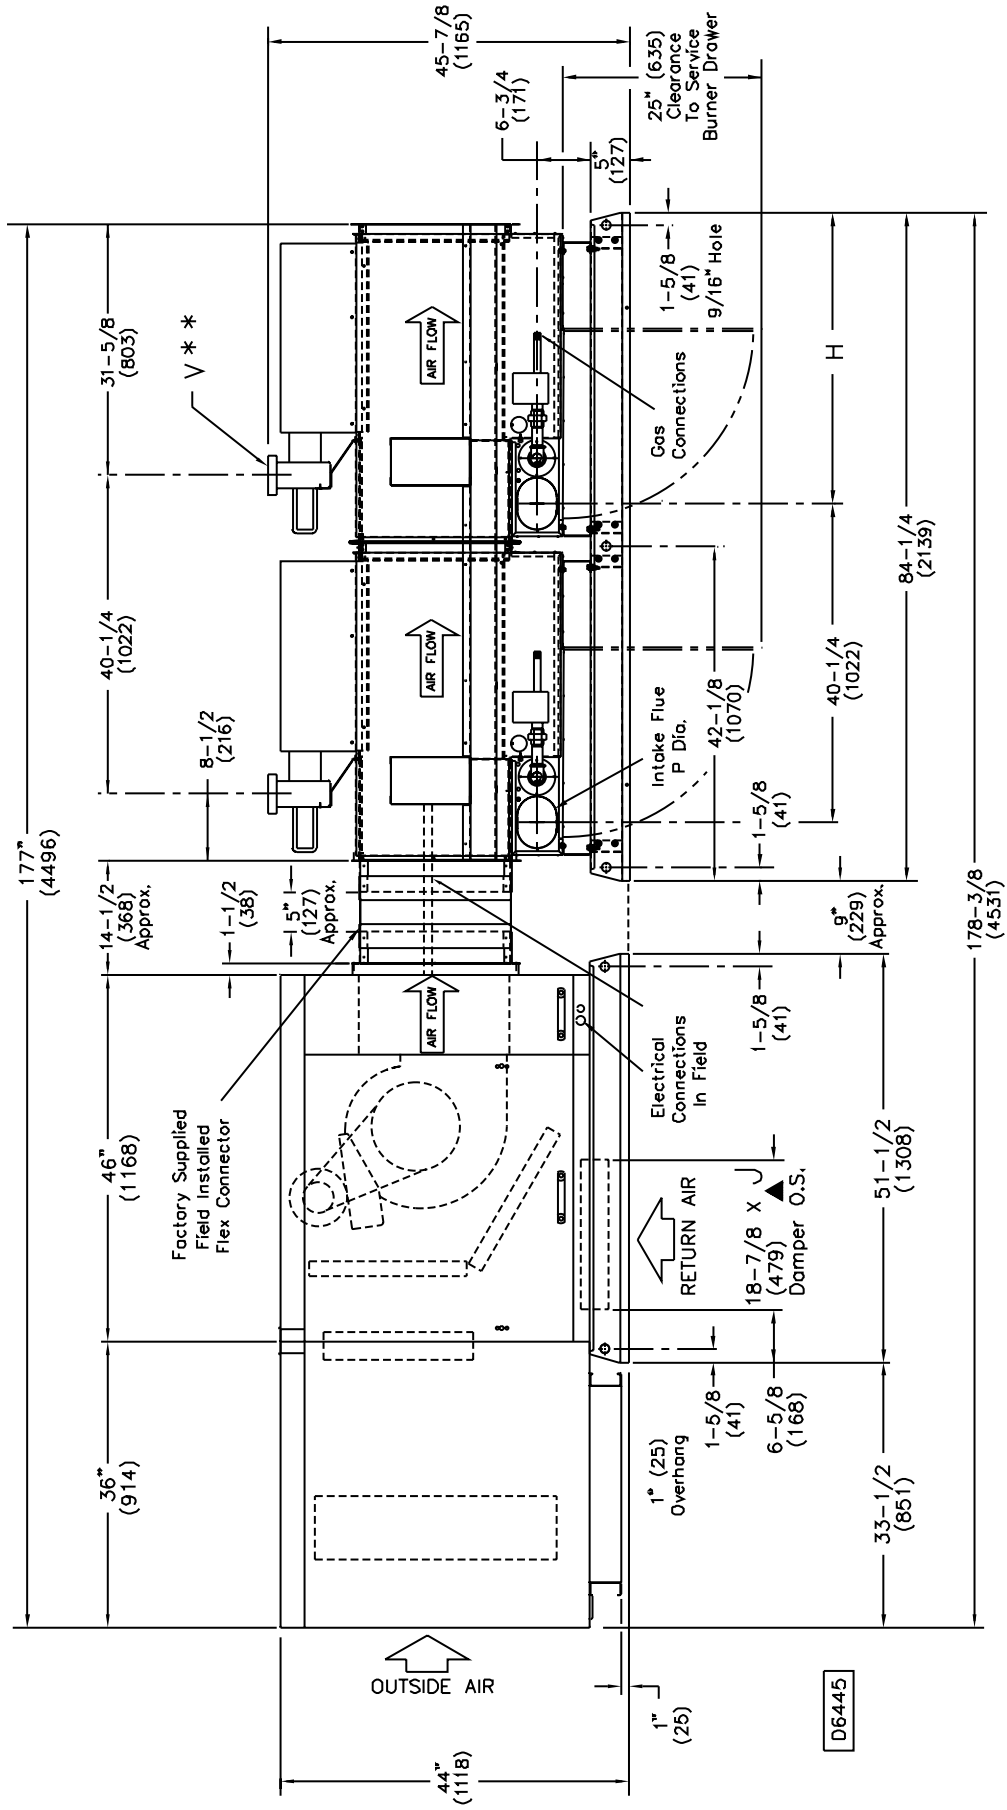 177"
(4496)
36"
(914)
46"
(1168)
14-1/2
(368)
Approx.
40-1/4
(1022)
31-5/8
(803)
Factory Supplied
Field Installed
Flex Connector
1-1/2
(38)
5"
(127)
Approx.
8-1/2
(216)
V**
44"
(1118)
OUTSIDE AIR
AIR FLOW
AIR FLOW
AIR FLOW
45-7/8
(1165)
6-3/4
(171)
5"
(127)
25" (635)
Clearance
To Service
Burner Drawer
1"
(25)
1" (25)
Overhang
1-5/8
(41)
6-5/8
(168)
RETURN AIR
18-7/8 X J
(479)
Damper O.S.
Electrical
Connections
In Field
1-5/8
(41)
Intake Flue
P Dia.
42-1/8
(1070)
1-5/8
(41)
Gas
Connections
1-5/8
(41)
9/16" Hole
9"
(229)
Approx.
40-1/4
(1022)
H
33-1/2
(851)
51-1/2
(1308)
84-1/4
(2139)
178-3/8
(4531)
D6445